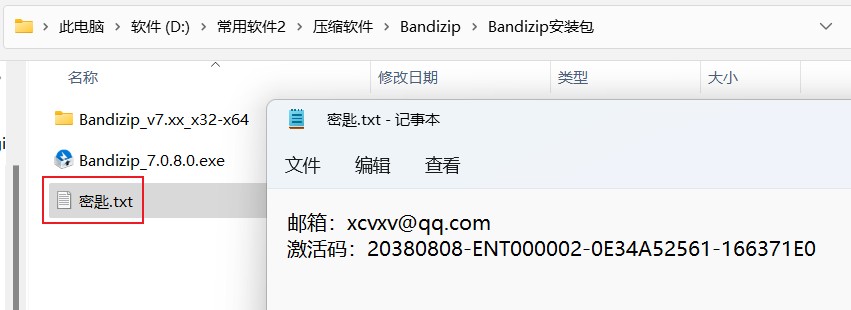 此电脑 > 软件 (D:) > 常用软件2 > 压缩软件 > Bandizip > Bandizip安装包
名称 修改日期 类型 大小
Bandizip_v7.xx_x32-x64
Bandizip_7.0.8.0.exe
密匙.txt
密匙.txt - 记事本
文件 编辑 查看
邮箱：xcvxv@qq.com
激活码：20380808-ENT000002-0E34A52561-166371E0